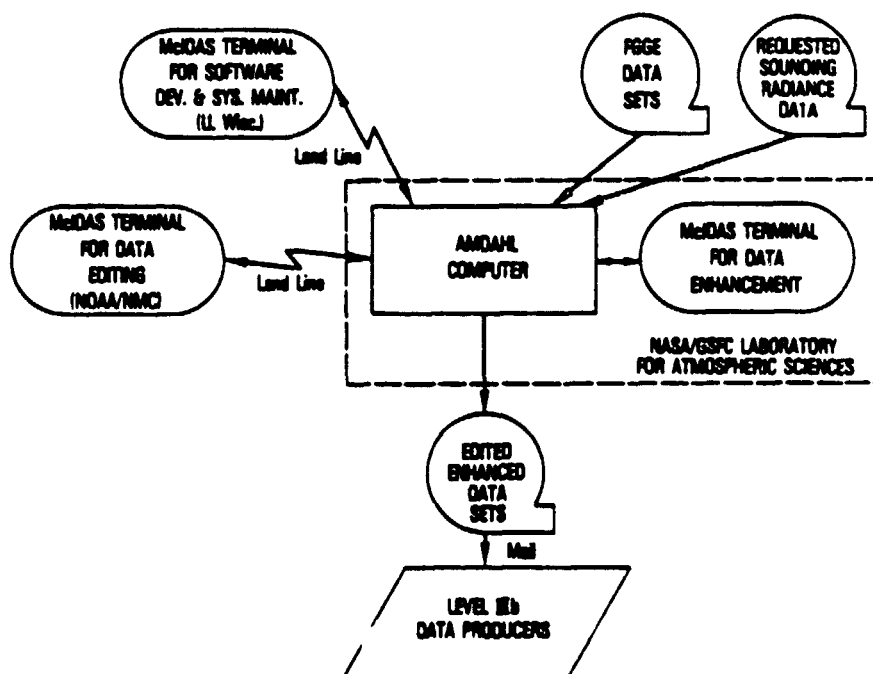 McIDAS TERMINAL
FOR SOFTWARE
DEV. & SYS. MAINT.
(U. Wisc.)
FGGE
DATA
SETS
REQUESTED
SOUNDING
RADIANCE
DATA
Land Line
McIDAS TERMINAL
FOR DATA
EDITING
(NOAA/NMC)
Land Line
AMDAHL
COMPUTER
McIDAS TERMINAL
FOR DATA
ENHANCEMENT
NASA/GSFC LABORATORY
FOR ATMOSPHERIC SCIENCES
EDITED
ENHANCED
DATA
SETS
Mail
LEVEL IIIb
DATA PRODUCERS